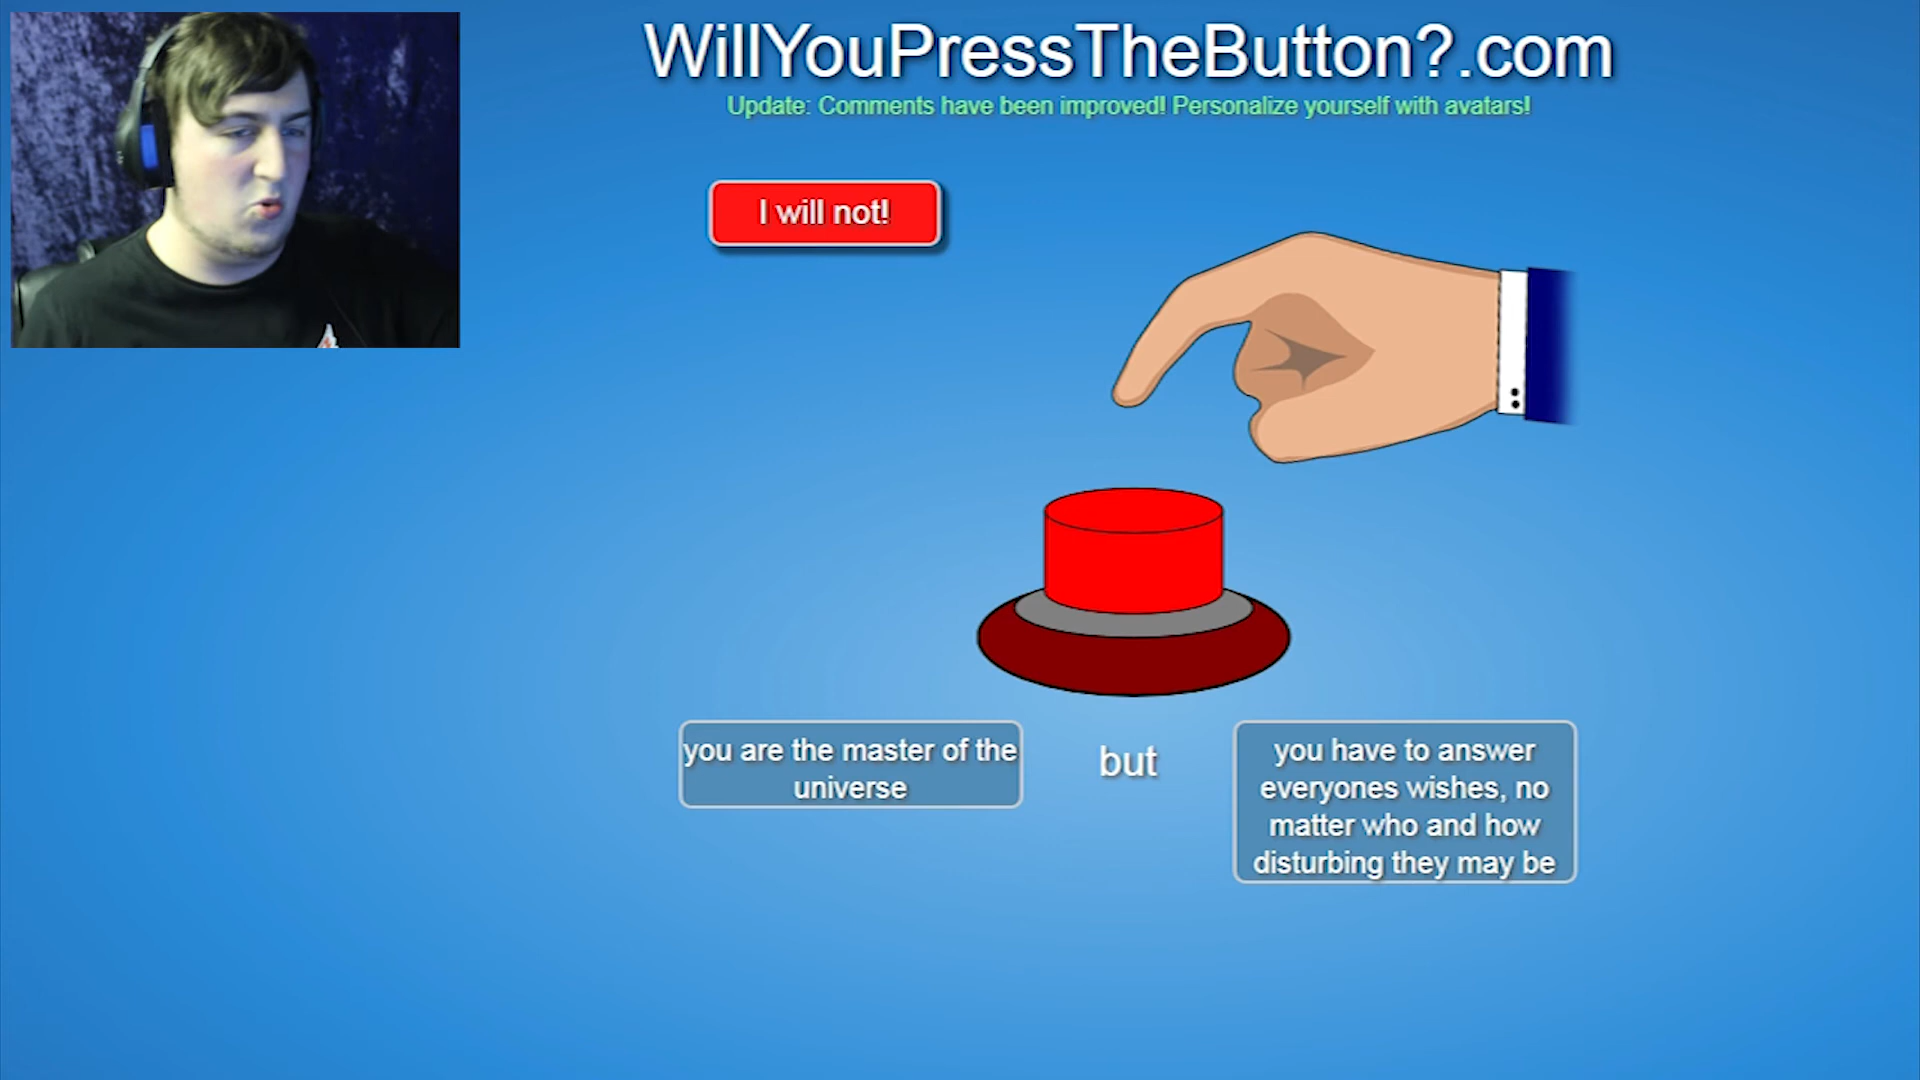 WillYouPressTheButton?.com
Update: Comments have been improved! Personalize yourself with avatars!
I will not!
you are the master of the
universe
but
you have to answer
everyones wishes, no
matter who and how
disturbing they may be